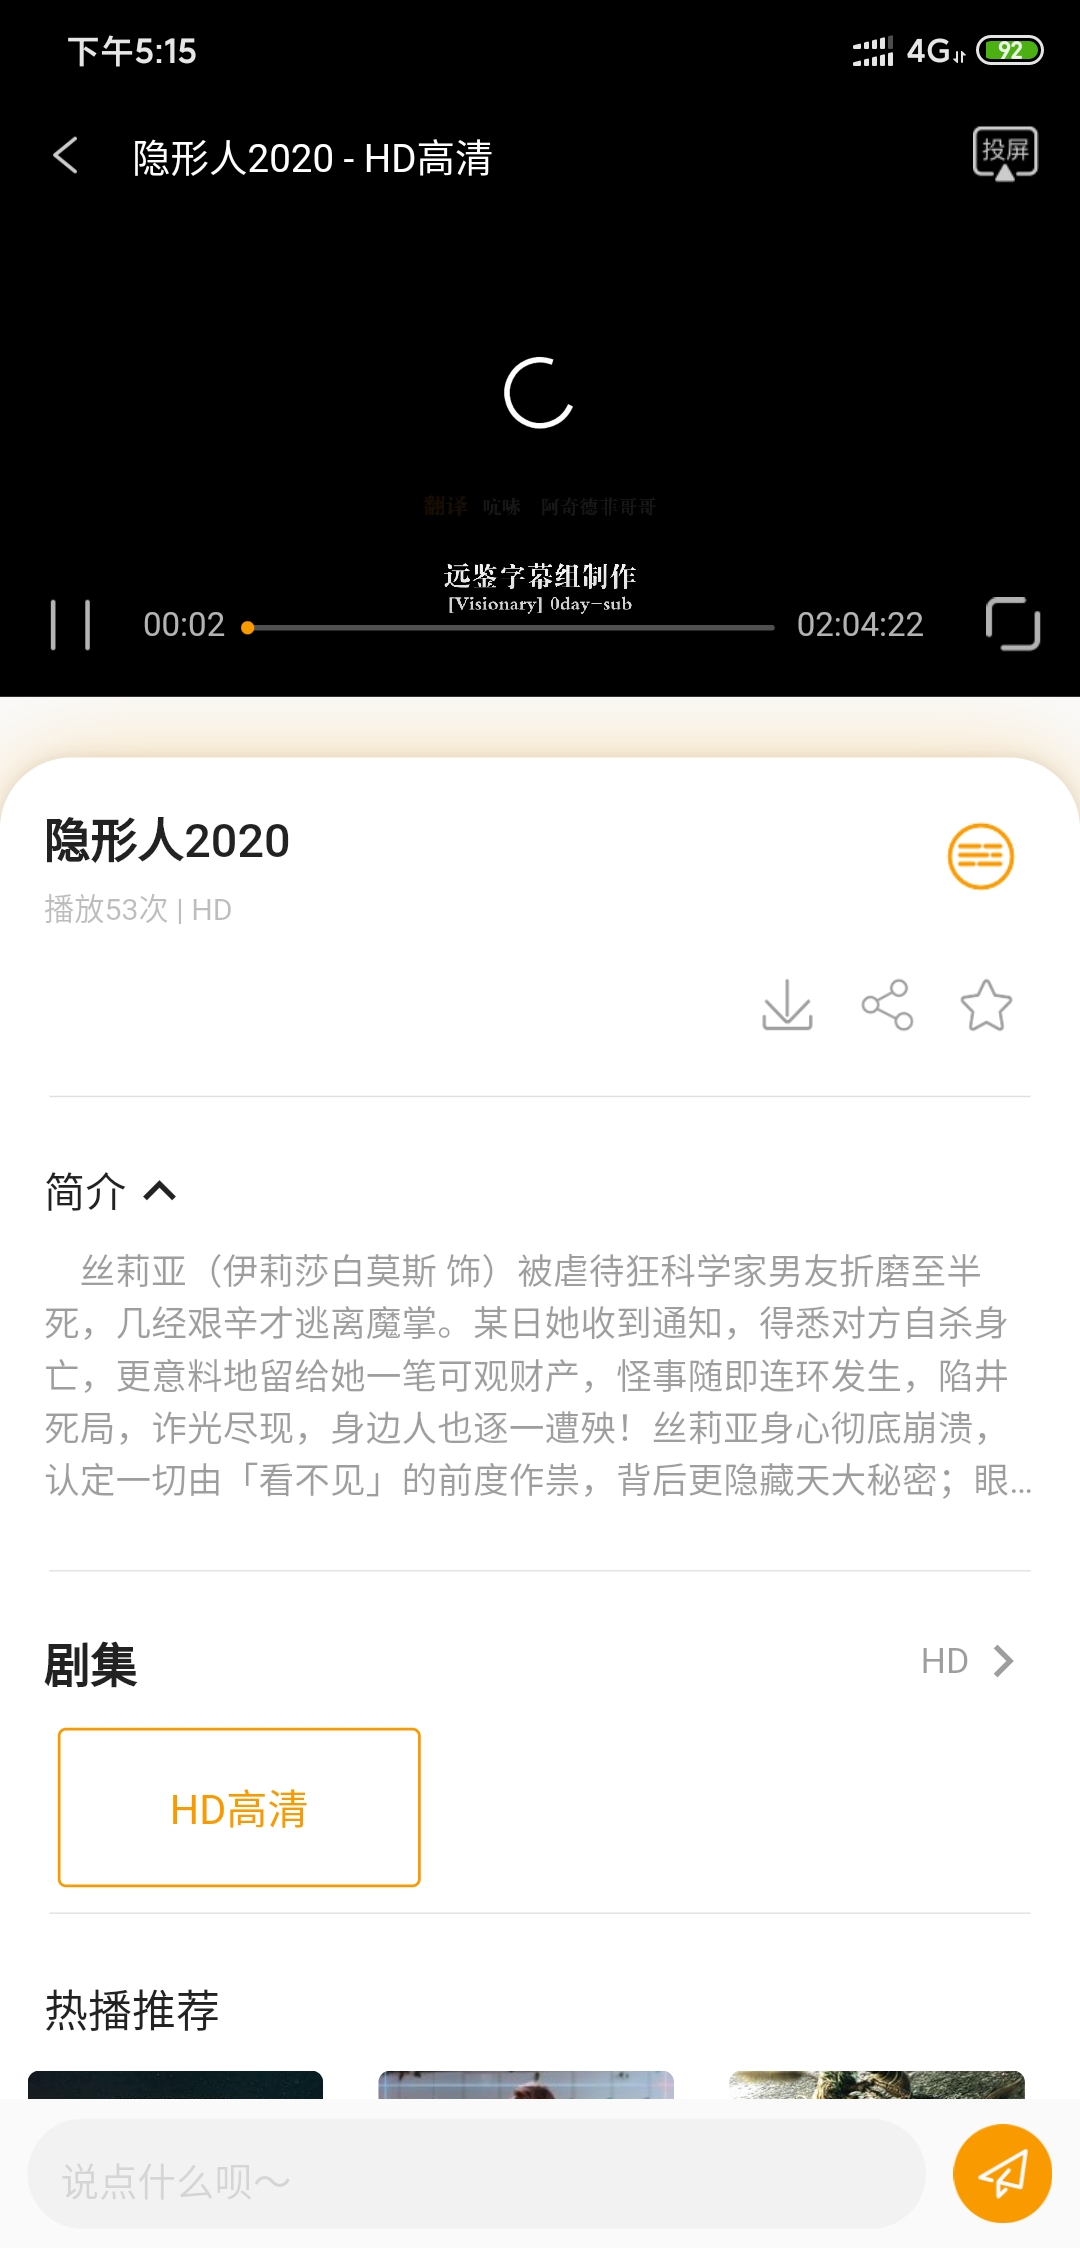 下午5:15
4G 92
隐形人2020 - HD高清
投屏
翻译 吭哧 阿奇德菲哥哥
远鉴字幕组制作
[Visionary] 0day-sub
00:02
02:04:22
隐形人2020
播放53次 | HD
简介
丝莉亚（伊莉莎白莫斯 饰）被虐待狂科学家男友折磨至半
死，几经艰辛才逃离魔掌。某日她收到通知，得悉对方自杀身
亡，更意料地留给她一笔可观财产，怪事随即连环发生，陷井
死局，诈光尽现，身边人也逐一遭殃！丝莉亚身心彻底崩溃，
认定一切由「看不见」的前度作祟，背后更隐藏天大秘密；眼...
剧集
HD
HD高清
热播推荐
说点什么呗～